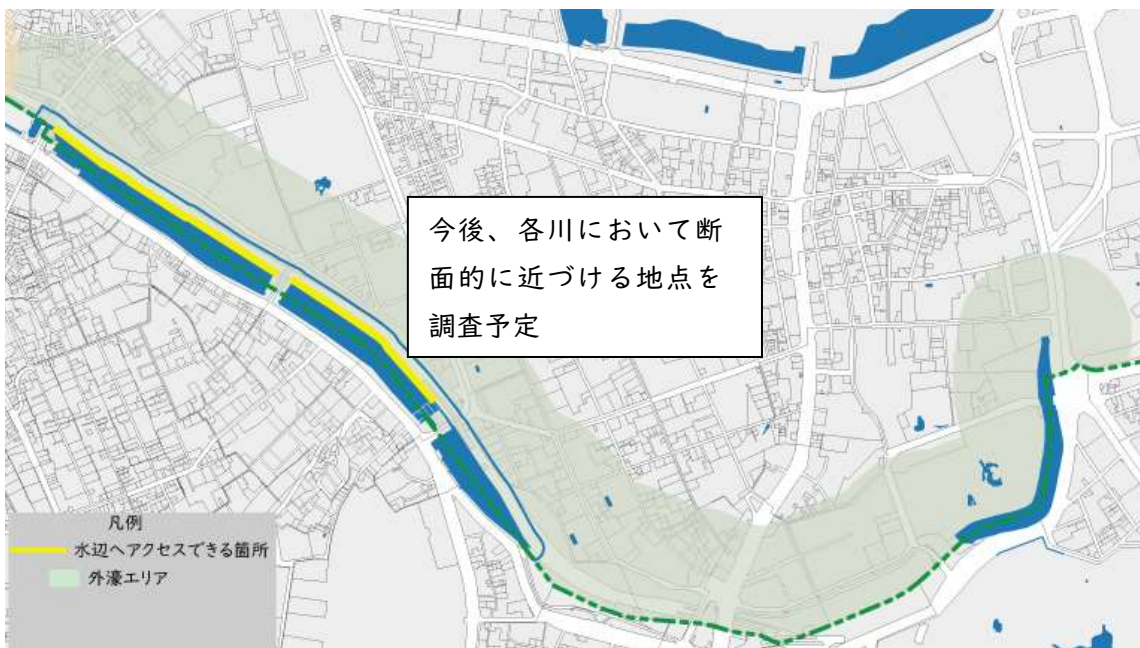 今後、各川において断
面的に近づける地点を
調査予定
凡例
水辺へアクセスできる箇所
外濠エリア